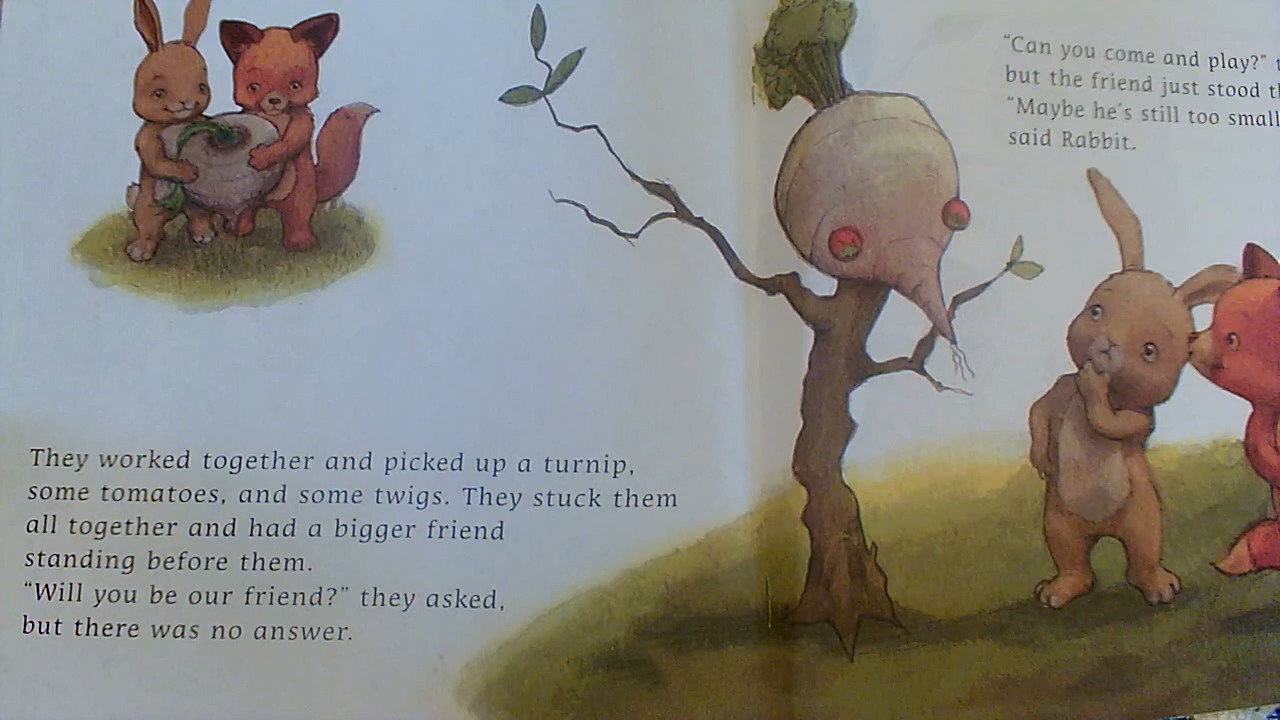 They worked together and picked up a turnip,
some tomatoes, and some twigs. They stuck them
all together and had a bigger friend
standing before them.
"Will you be our friend?" they asked,
but there was no answer.
"Can you come and play?"
but the friend just stood
"Maybe he's still too small
said Rabbit.